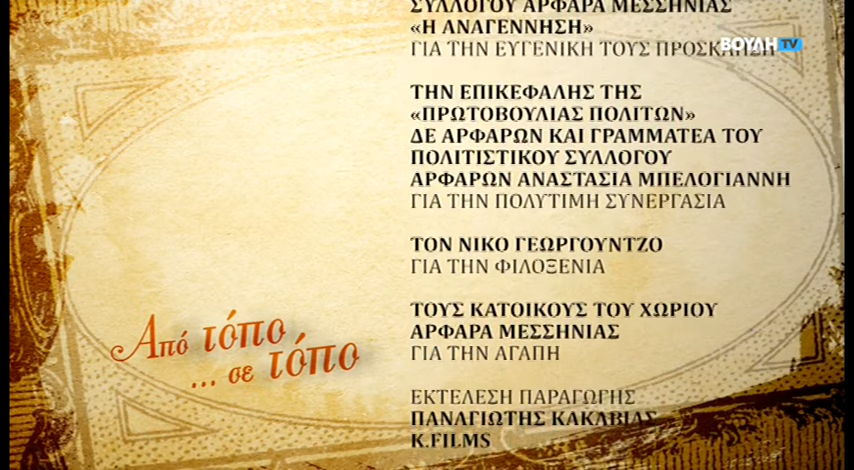 ΣΥΛΛΟΓΟΥ ΑΡΦΑΡΑ ΜΕΣΣΗΝΙΑΣ
«Η ΑΝΑΓΕΝΝΗΣΗ»
ΓΙΑ ΤΗΝ ΕΥΓΕΝΙΚΗ ΤΟΥΣ ΠΡΟΣΚΛΗΣΗ
ΒΟΥΛΗ TV
ΤΗΝ ΕΠΙΚΕΦΑΛΗΣ ΤΗΣ
«ΠΡΩΤΟΒΟΥΛΙΑΣ ΠΟΛΙΤΩΝ»
ΔΕ ΑΡΦΑΡΩΝ ΚΑΙ ΓΡΑΜΜΑΤΕΑ ΤΟΥ
ΠΟΛΙΤΙΣΤΙΚΟΥ ΣΥΛΛΟΓΟΥ
ΑΡΦΑΡΩΝ ΑΝΑΣΤΑΣΙΑ ΜΠΕΛΟΓΙΑΝΝΗ
ΓΙΑ ΤΗΝ ΠΟΛΥΤΙΜΗ ΣΥΝΕΡΓΑΣΙΑ
ΤΟΝ ΝΙΚΟ ΓΕΩΡΓΟΥΝΤΖΟ
ΓΙΑ ΤΗΝ ΦΙΛΟΞΕΝΙΑ
ΤΟΥΣ ΚΑΤΟΙΚΟΥΣ ΤΟΥ ΧΩΡΙΟΥ
ΑΡΦΑΡΑ ΜΕΣΣΗΝΙΑΣ
ΓΙΑ ΤΗΝ ΑΓΑΠΗ
ΕΚΤΕΛΕΣΗ ΠΑΡΑΓΩΓΗΣ
ΠΑΝΑΓΙΩΤΗΣ ΚΑΚΑΒΙΑΣ
K.FILMS
Από τόπο
... σε τόπο